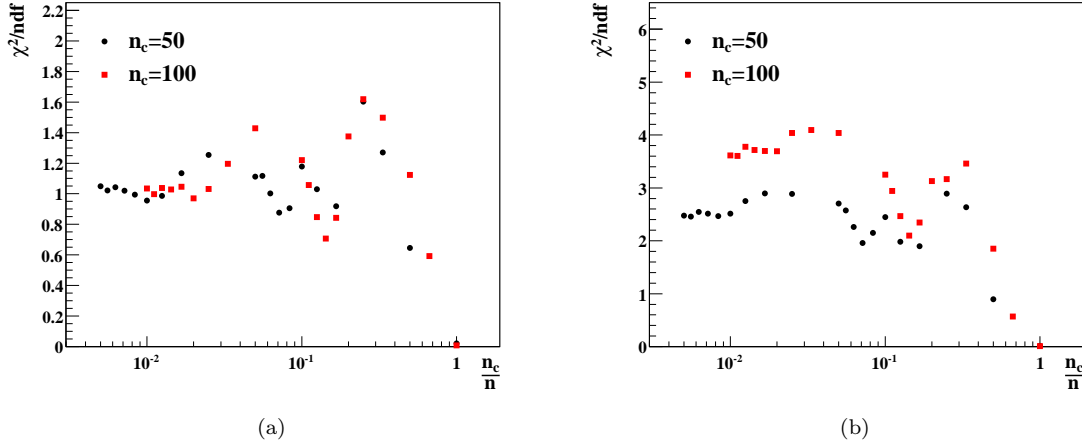 χ²/ndf
2.2
2
1.8
1.6
1.4
1.2
1
0.8
0.6
0.4
0.2
0
n_c=50
n_c=100
10⁻²
10⁻¹
1
n_c/n
(a)
χ²/ndf
6
5
4
3
2
1
0
n_c=50
n_c=100
10⁻²
10⁻¹
1
n_c/n
(b)